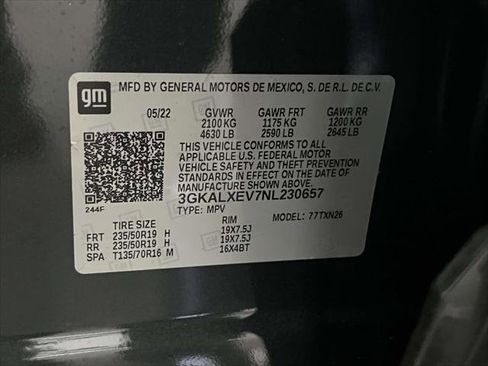 gm
MFD BY GENERAL MOTORS DE MEXICO, S. DE R.L. DE C.V.
05/22 GVWR GAWR FRT GAWR RR
2100 KG 1175 KG 1200 KG
4630 LB 2590 LB 2645 LB
THIS VEHICLE CONFORMS TO ALL
APPLICABLE U.S. FEDERAL MOTOR
VEHICLE SAFETY STANDARDS IN
EFFECT ON THE DATE OF
MANUFACTURE SHOWN ABOVE.
3GKALXEV7NL230657
244F
TYPE: MPV MODEL: 77TXN26
TIRE SIZE RIM
FRT 235/50R19 H 19X7.5J
RR 235/50R19 H 19X7.5J
SPA T135/70R16 M 16X4BT